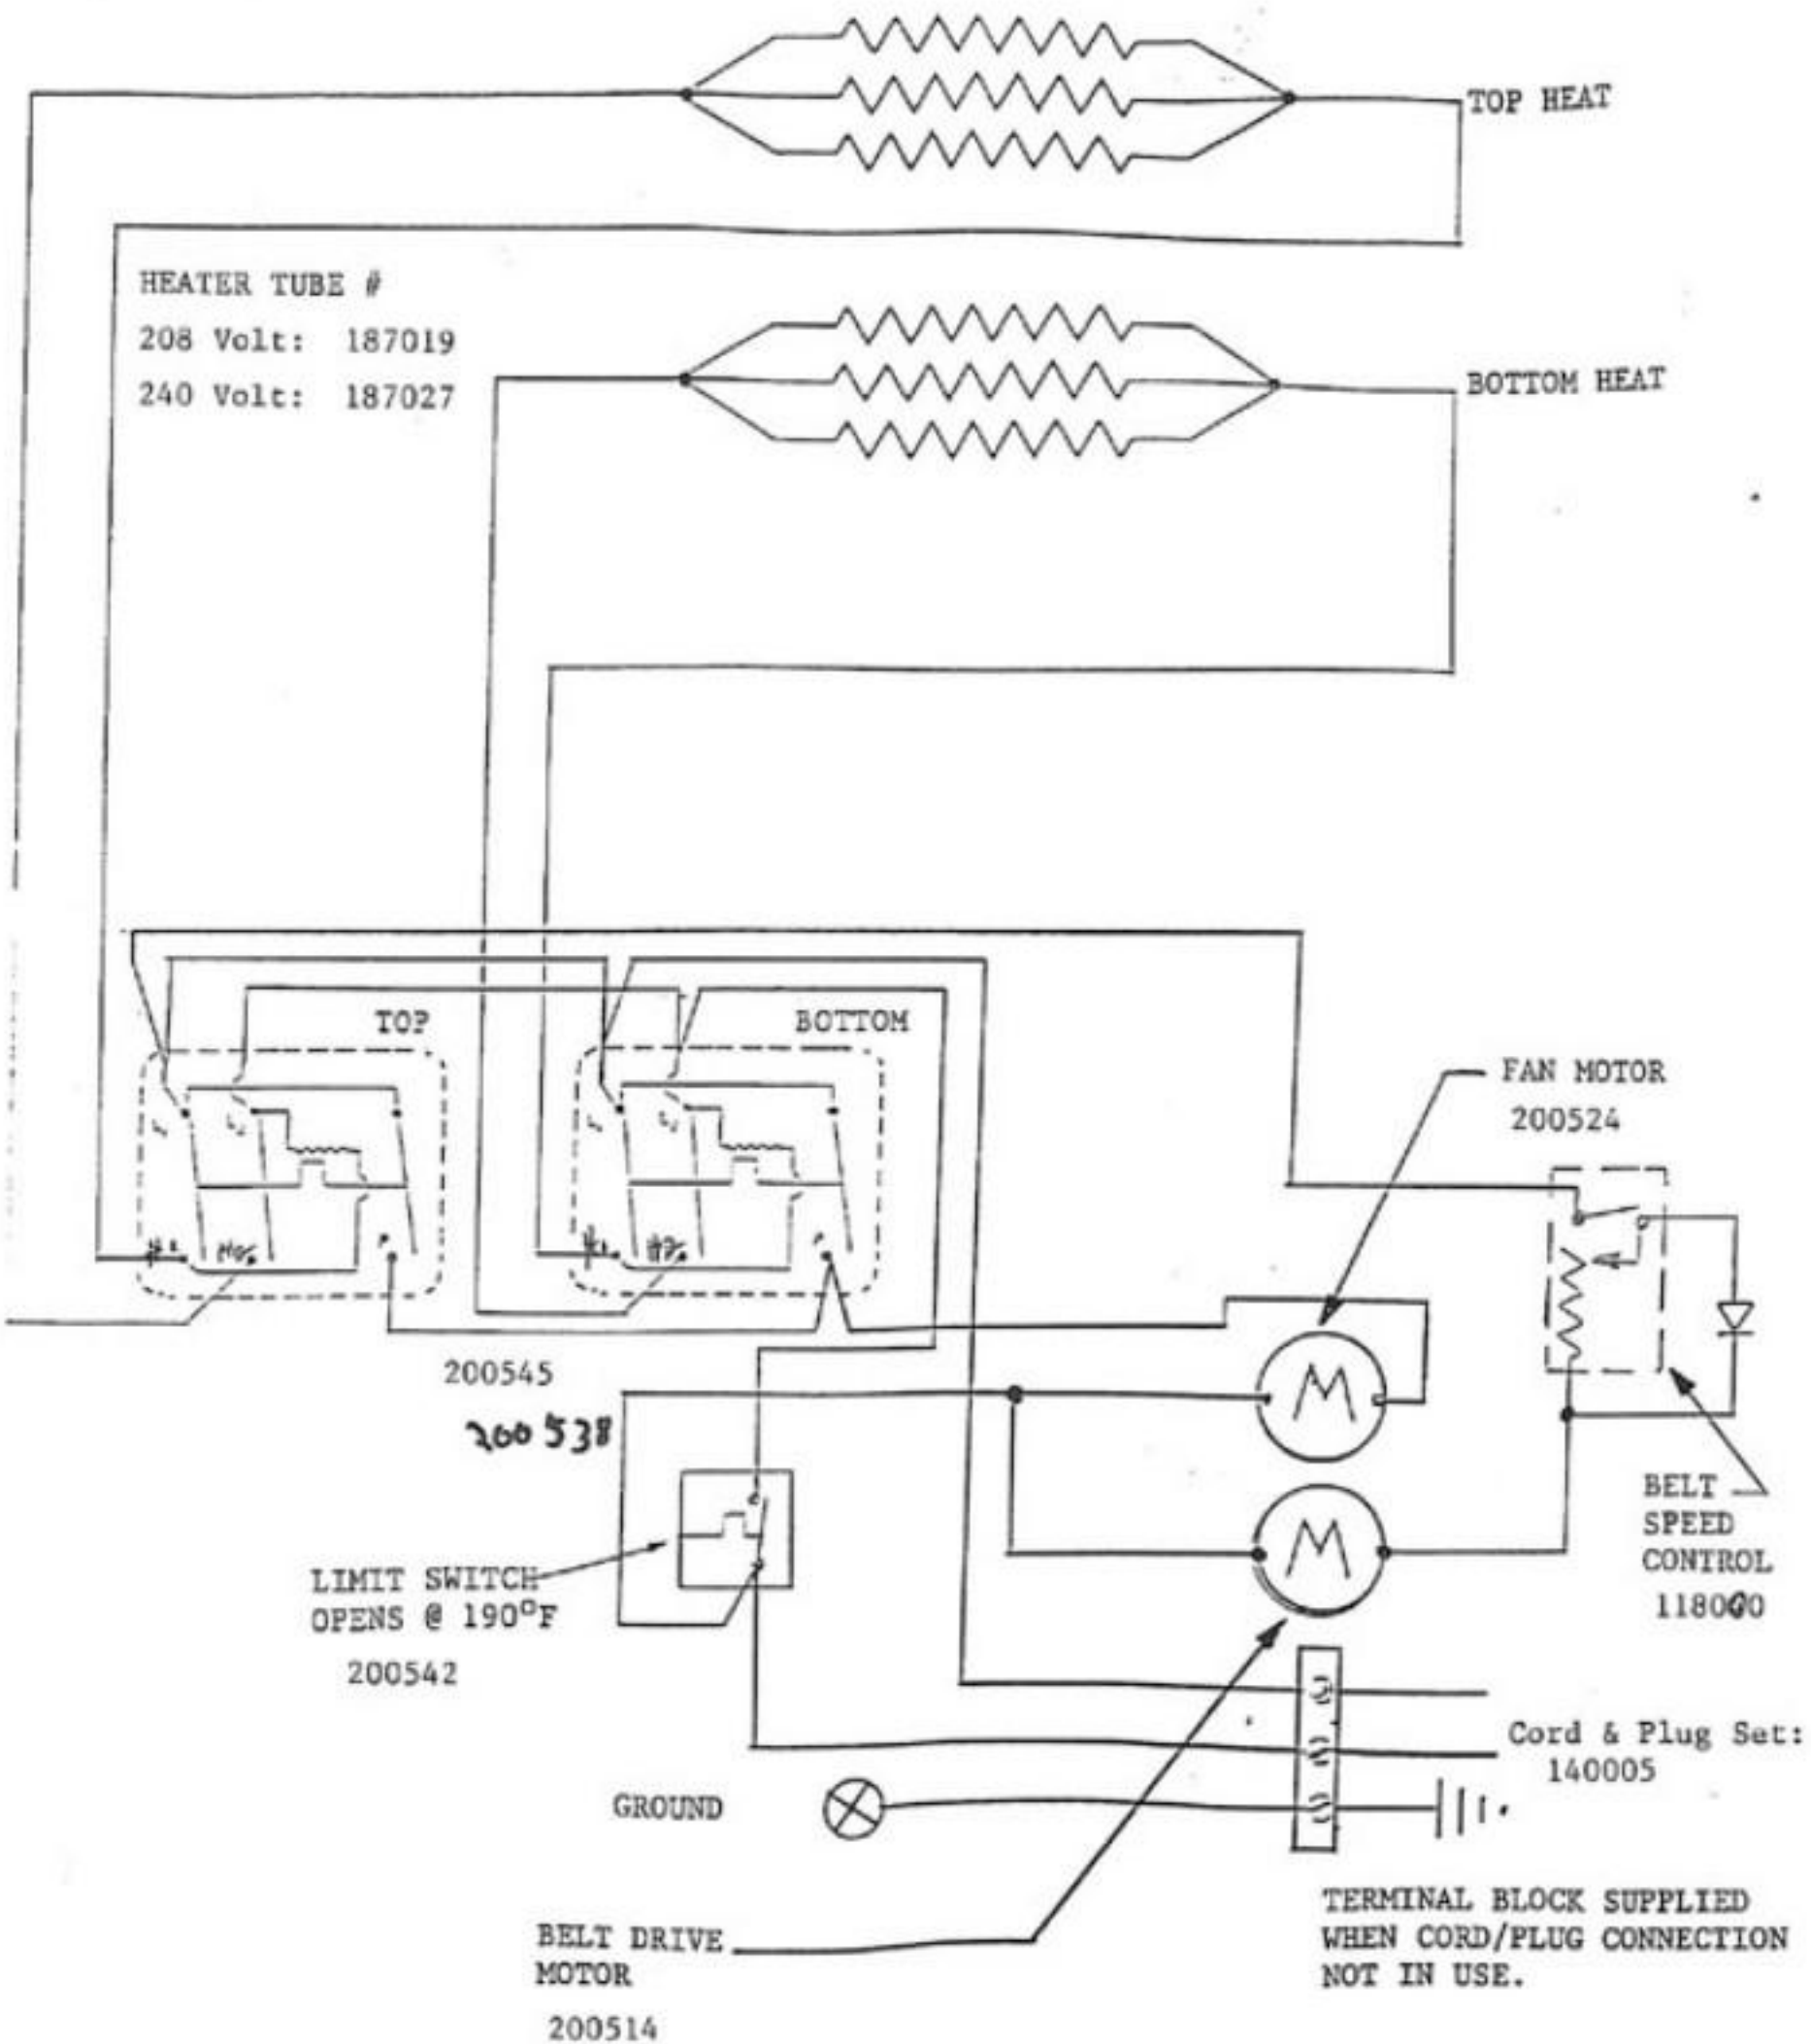 TOP HEAT
HEATER TUBE #
208 Volt: 187019
240 Volt: 187027
BOTTOM HEAT
TOP
BOTTOM
FAN MOTOR
200524
P
P
200545
200538
M
M
BELT
SPEED
CONTROL
LIMIT SWITCH
OPENS @ 190°F
200542
Cord & Plug Set:
140005
GROUND
TERMINAL BLOCK SUPPLIED
WHEN CORD/PLUG CONNECTION
NOT IN USE.
BELT DRIVE
MOTOR
200514